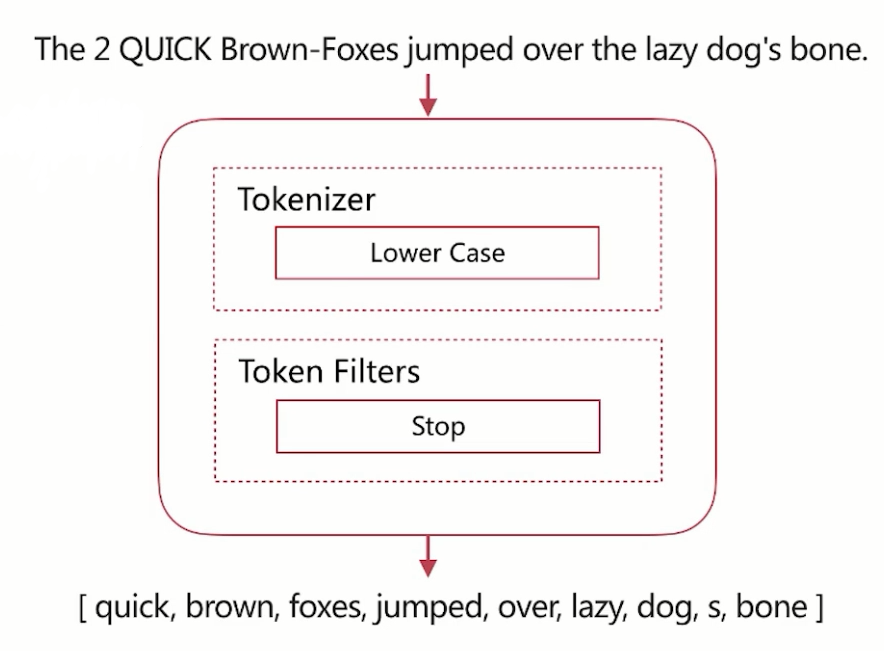 The 2 QUICK Brown-Foxes jumped over the lazy dog's bone.
Tokenizer
Lower Case
Token Filters
Stop
[ quick, brown, foxes, jumped, over, lazy, dog, s, bone ]